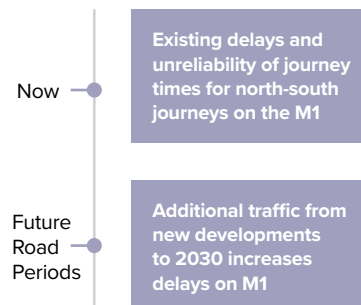 Now
Existing delays and
unreliability of journey
times for north-south
journeys on the M1
Future
Road
Periods
Additional traffic from
new developments
to 2030 increases
delays on M1